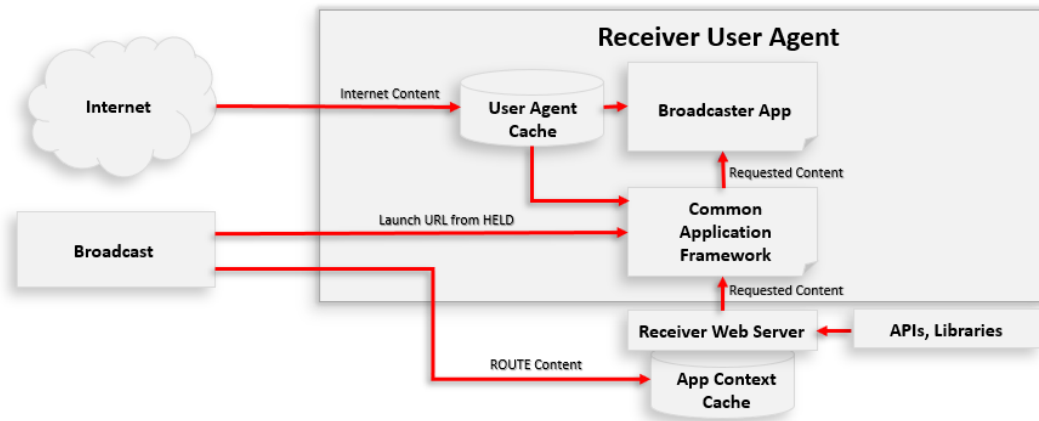 Receiver User Agent
Internet
Internet Content
User Agent
Cache
Broadcaster App
Requested Content
Launch URL from HELD
Common
Application
Framework
Broadcast
Requested Content
Receiver Web Server
APIs, Libraries
ROUTE Content
App Context
Cache